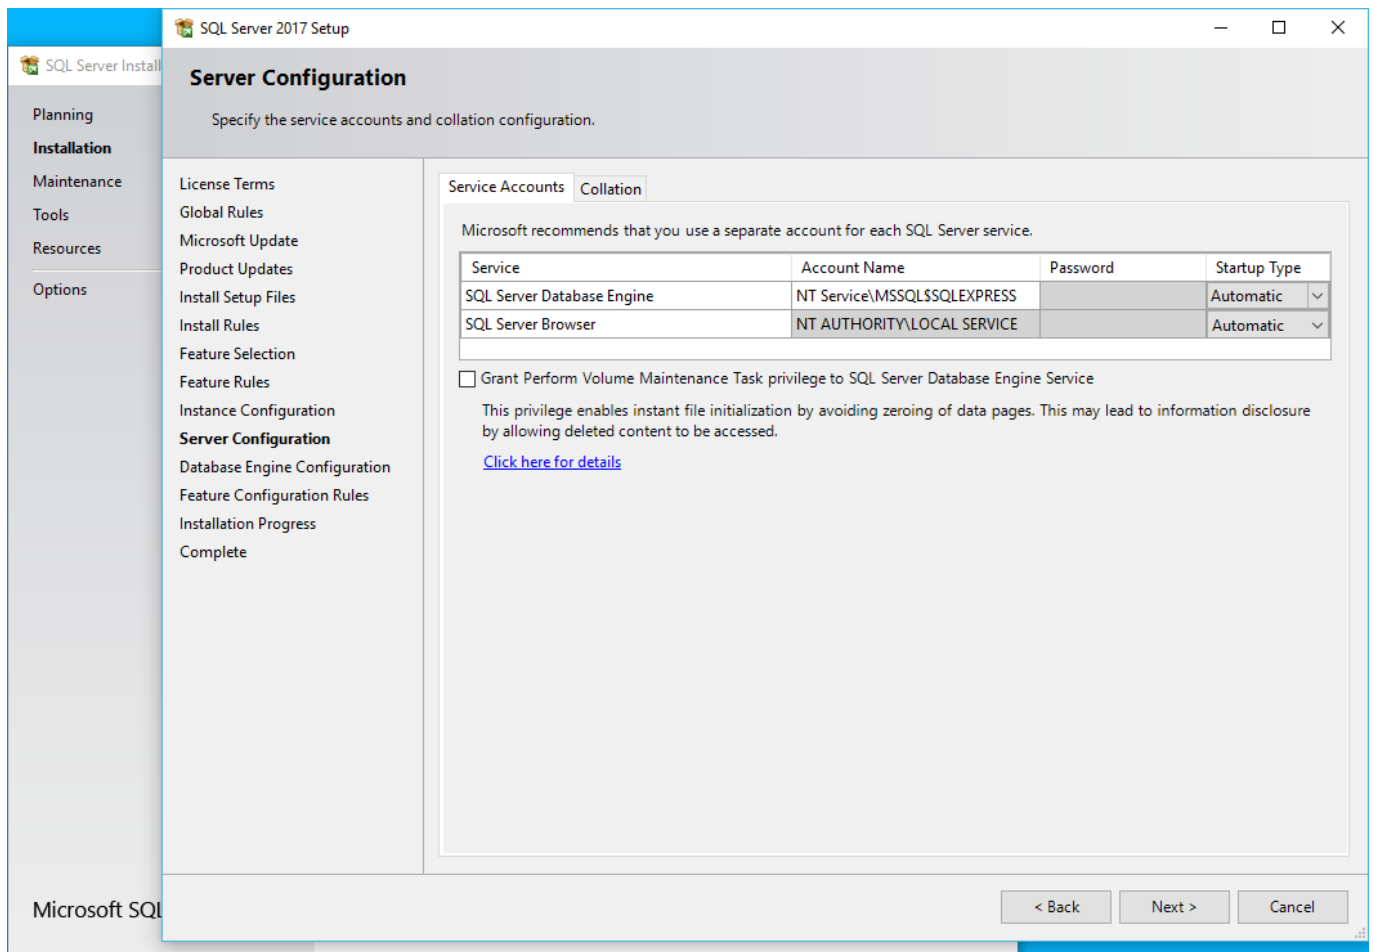 SQL Server 2017 Setup
SQL Server Install
Planning
Installation
Maintenance
Tools
Resources
Options
Microsoft SQL
Server Configuration
Specify the service accounts and collation configuration.
License Terms
Global Rules
Microsoft Update
Product Updates
Install Setup Files
Install Rules
Feature Selection
Feature Rules
Instance Configuration
Server Configuration
Database Engine Configuration
Feature Configuration Rules
Installation Progress
Complete
Service Accounts Collation
Microsoft recommends that you use a separate account for each SQL Server service.
Service Account Name Password Startup Type
SQL Server Database Engine NT Service\MSSQL$SQLEXPRESS Automatic
SQL Server Browser NT AUTHORITY\LOCAL SERVICE Automatic
Grant Perform Volume Maintenance Task privilege to SQL Server Database Engine Service
This privilege enables instant file initialization by avoiding zeroing of data pages. This may lead to information disclosure
by allowing deleted content to be accessed.
Click here for details
< Back Next > Cancel